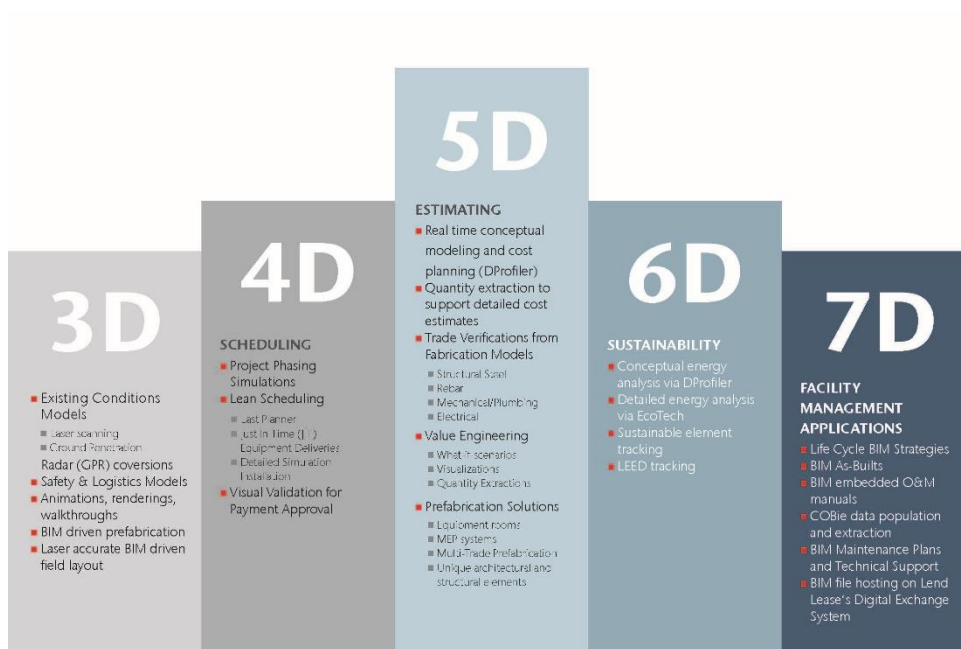 3D
Existing Conditions
Models
Laser scanning
Ground Penetration
Radar (GPR) coversions
Safety & Logistics Models
Animations, renderings,
walkthroughs
BIM driven prefabrication
Laser accurate BIM driven
field layout
4D
SCHEDULING
Project Phasing
Simulations
Lean Scheduling
Last Planner
Just In Time (JIT)
Equipment Deliveries
Detailed Simulation
Installation
Visual Validation for
Payment Approval
5D
ESTIMATING
Real time conceptual
modeling and cost
planning (DProfiler)
Quantity extraction to
support detailed cost
estimates
Trade Verifications from
Fabrication Models
Structural Steel
Rebar
Mechanical/Plumbing
Electrical
Value Engineering
What-if scenarios
Visualizations
Quantity Extractions
Prefabrication Solutions
Equipment rooms
MEP systems
Multi-Trade Prefabrication
Unique architectural and
structural elements
6D
SUSTAINABILITY
Conceptual energy
analysis via DProfiler
Detailed energy analysis
via EcoTech
Sustainable element
tracking
LEED tracking
7D
FACILITY
MANAGEMENT
APPLICATIONS
Life Cycle BIM Strategies
BIM As-Builts
BIM embedded O&M
manuals
COBie data population
and extraction
BIM Maintenance Plans
and Technical Support
BIM file hosting on Lend
Lease's Digital Exchange
System